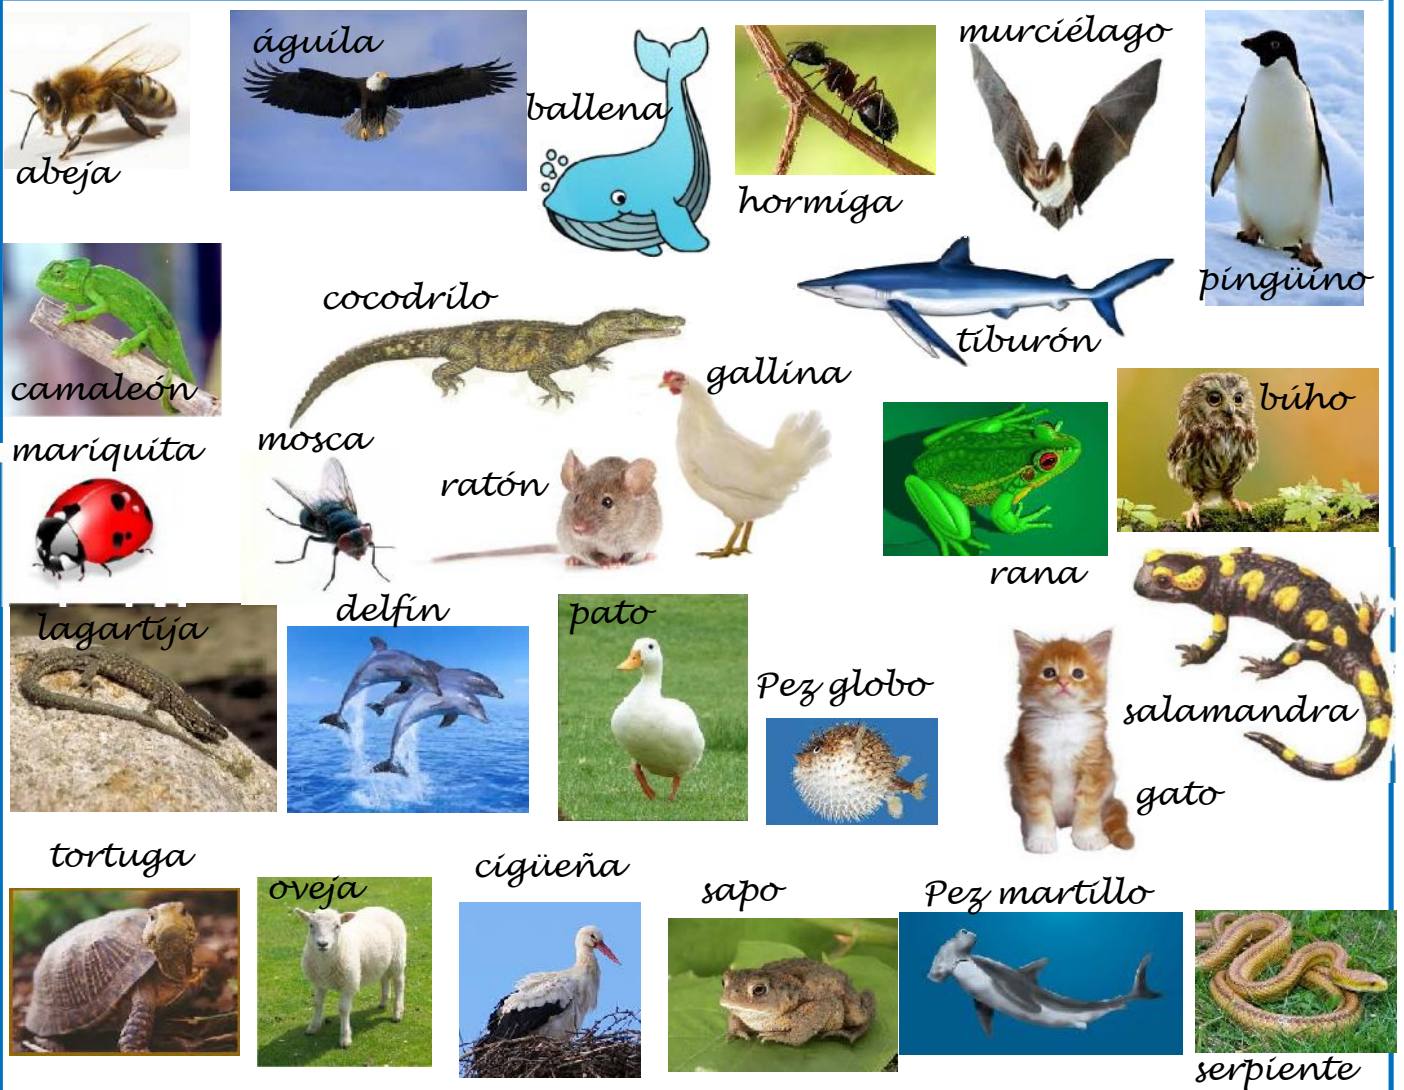 abeja
águila
ballena
hormiga
murciélago
pingüino
camaleón
cocodrilo
tiburón
gallina
búho
mariquita
mosca
ratón
rana
lagartija
delfín
pato
Pez globo
salamandra
gato
tortuga
oveja
cigüeña
sapo
Pez martillo
serpiente